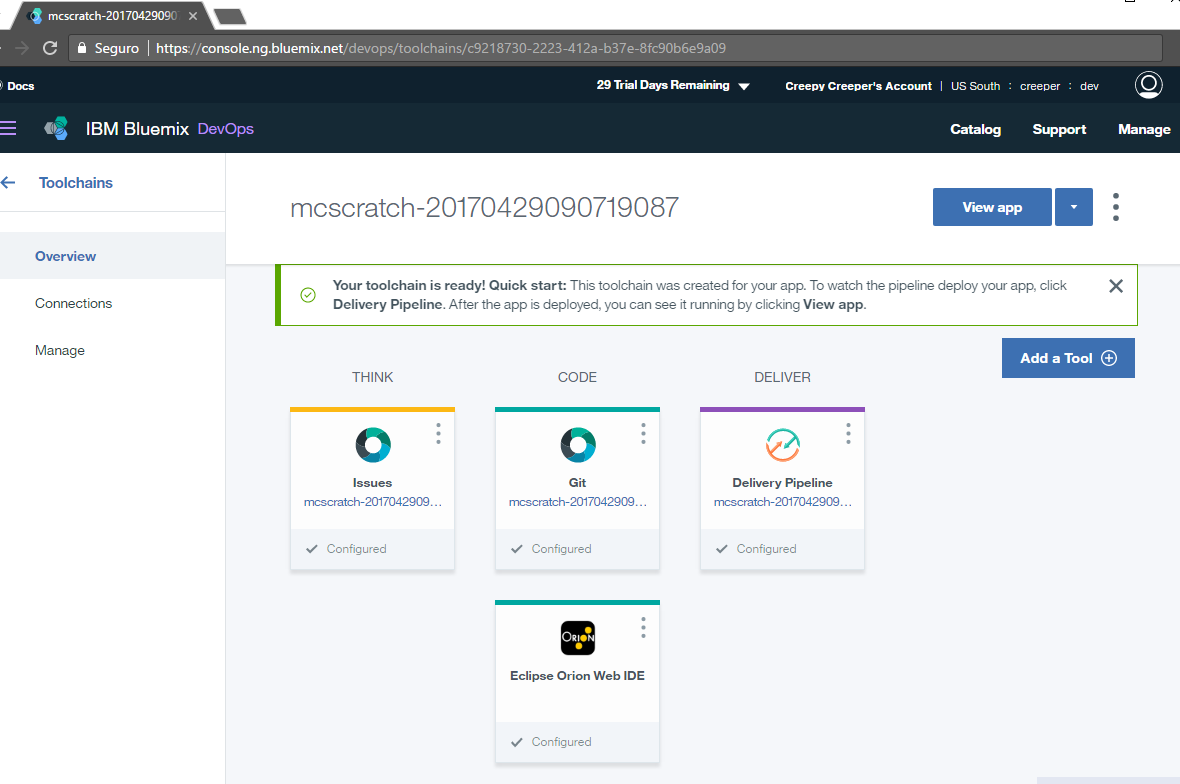 mcscratch-20170429090
Seguro
https://console.ng.bluemix.net/devops/toolchains/c9218730-2223-412a-b37e-8fc90b6e9a09
Docs
29 Trial Days Remaining
Creepy Creeper's Account | US South : creeper : dev
IBM Bluemix DevOps
Catalog Support Manage
Toolchains
mcscratch-20170429090719087
View app
Overview
Connections
Manage
Your toolchain is ready! Quick start: This toolchain was created for your app. To watch the pipeline deploy your app, click
Delivery Pipeline. After the app is deployed, you can see it running by clicking View app.
Add a Tool
THINK CODE DELIVER
Issues
mcscratch-2017042909...
Configured
Git
mcscratch-2017042909...
Configured
Delivery Pipeline
mcscratch-2017042909...
Configured
ORION
Eclipse Orion Web IDE
Configured